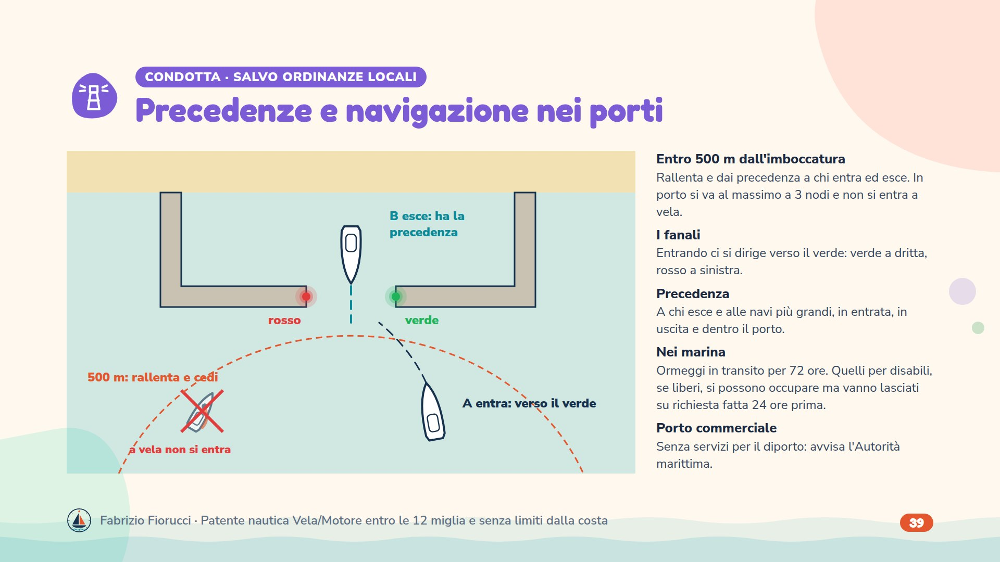 CONDOTTA · SALVO ORDINANZE LOCALI
Precedenze e navigazione nei porti
B esce: ha la
precedenza
rosso
verde
500 m: rallenta e cedi
A entra: verso il verde
a vela non si entra
Entro 500 m dall'imboccatura
Rallenta e dai precedenza a chi entra ed esce. In
porto si va al massimo a 3 nodi e non si entra a
vela.
I fanali
Entrando ci si dirige verso il verde: verde a dritta,
rosso a sinistra.
Precedenza
A chi esce e alle navi più grandi, in entrata, in
uscita e dentro il porto.
Nei marina
Ormeggi in transito per 72 ore. Quelli per disabili,
se liberi, si possono occupare ma vanno lasciati
su richiesta fatta 24 ore prima.
Porto commerciale
Senza servizi per il diporto: avvisa l'Autorità
marittima.
Fabrizio Fiorucci · Patente nautica Vela/Motore entro le 12 miglia e senza limiti dalla costa
39